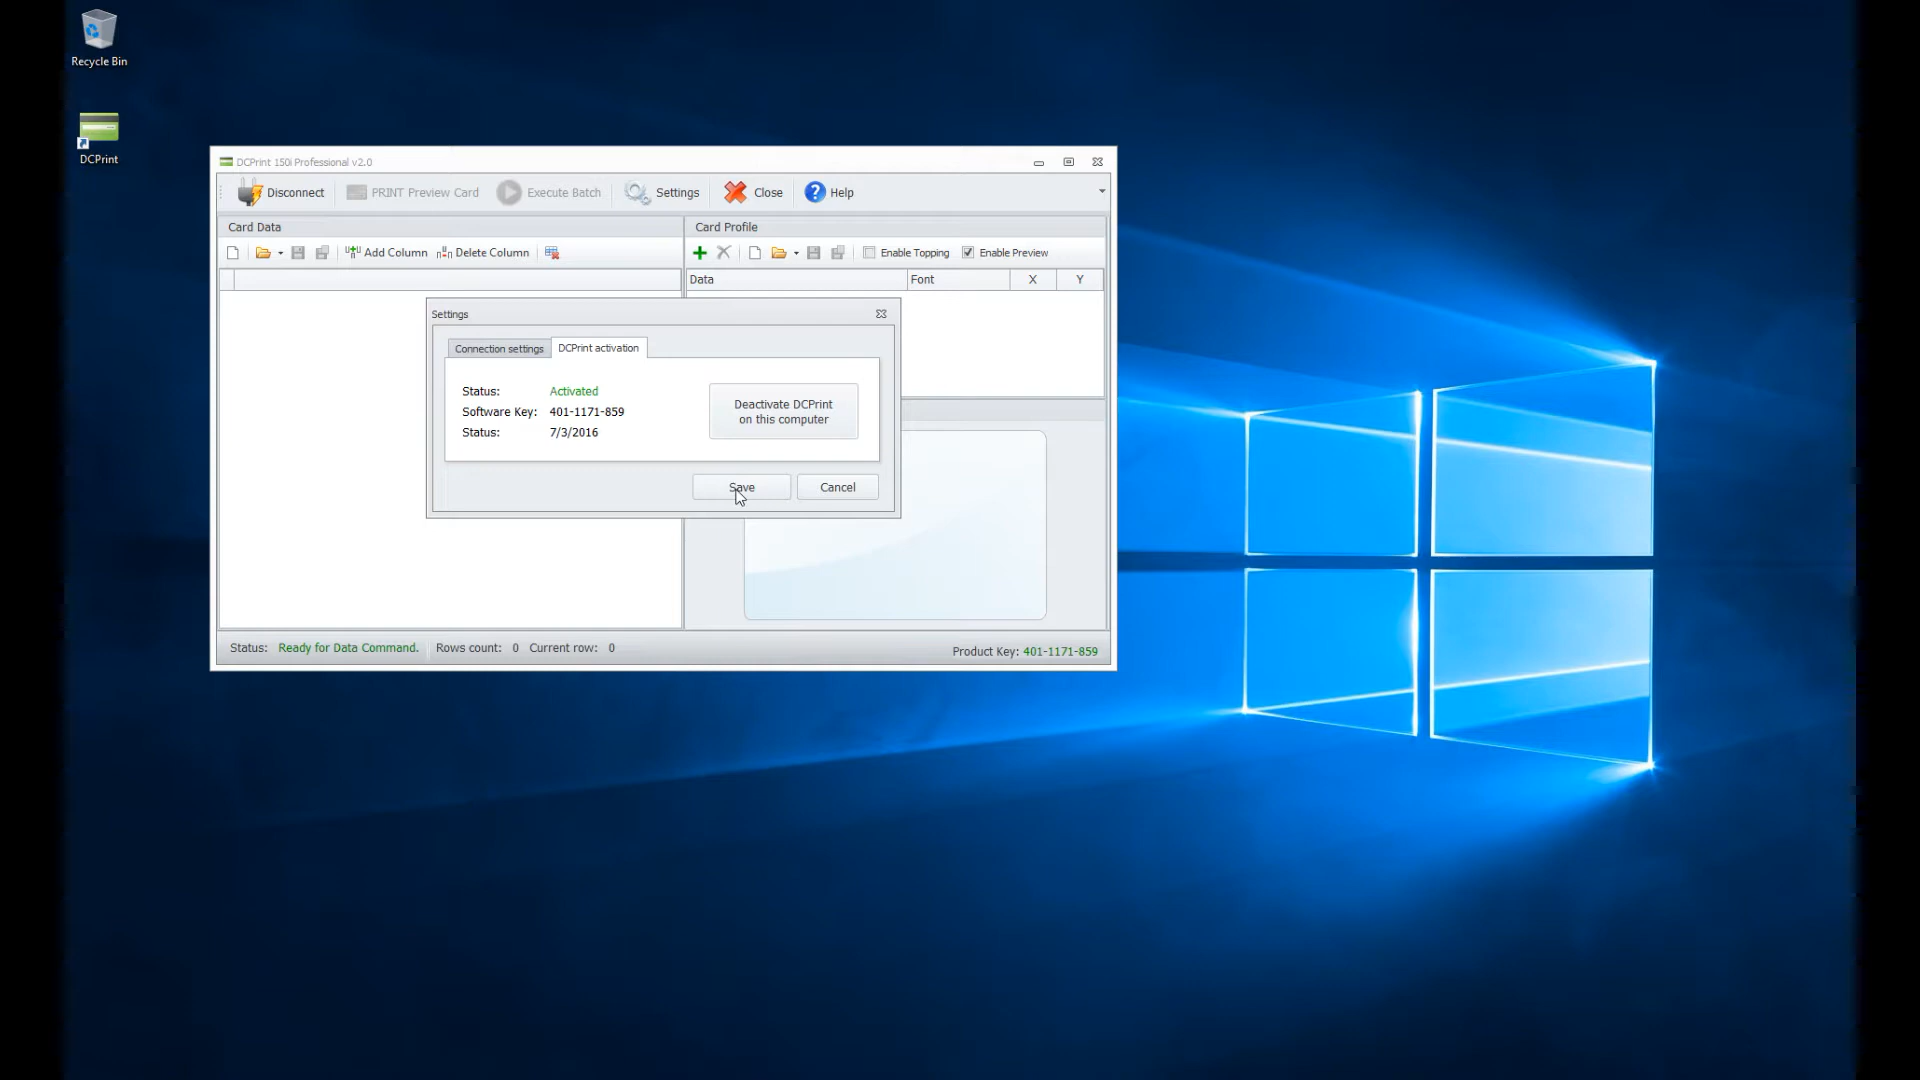 Recycle Bin
DCPrint
DCPrint 150i Professional v2.0
Disconnect PRINT Preview Card Execute Batch Settings Close Help
Card Data
Card Profile
Add Column Delete Column
Enable Topping Enable Preview
Data Font X Y
Settings
Connection settings DCPrint activation
Status: Activated
Software Key: 401-1171-859
Status: 7/3/2016
Deactivate DCPrint
on this computer
Save Cancel
Status: Ready for Data Command. Rows count: 0 Current row: 0
Product Key: 401-1171-859